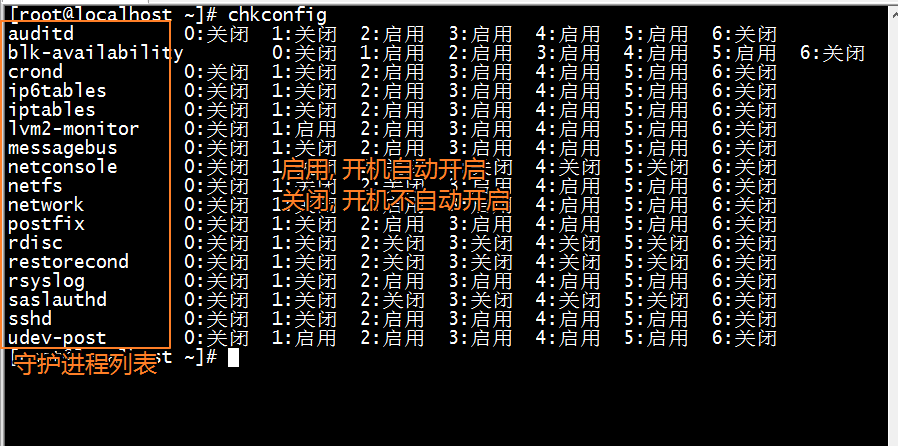 [root@localhost ~]# chkconfig
auditd 0:关闭 1:关闭 2:启用 3:启用 4:启用 5:启用 6:关闭
blk-availability 0:关闭 1:启用 2:启用 3:启用 4:启用 5:启用 6:关闭
crond 0:关闭 1:关闭 2:启用 3:启用 4:启用 5:启用 6:关闭
ip6tables 0:关闭 1:关闭 2:启用 3:启用 4:启用 5:启用 6:关闭
iptables 0:关闭 1:关闭 2:启用 3:启用 4:启用 5:启用 6:关闭
lvm2-monitor 0:关闭 1:启用 2:启用 3:启用 4:启用 5:启用 6:关闭
messagebus 0:关闭 1:关闭 2:启用 3:启用 4:启用 5:启用 6:关闭
netconsole 0:关闭 关闭 4:关闭 5:关闭 6:关闭
启用, 开机自动开启
netfs 0:关闭 1:关闭 2:关闭 3:启用 4:启用 5:启用 6:关闭
关闭, 开机不自动开启
network 0:关闭 4:启用 5:启用 6:关闭
postfix 0:关闭 1:关闭 2:启用 3:启用 4:启用 5:启用 6:关闭
rdisc 0:关闭 1:关闭 2:关闭 3:关闭 4:关闭 5:关闭 6:关闭
restorecond 0:关闭 1:关闭 2:关闭 3:关闭 4:关闭 5:关闭 6:关闭
rsyslog 0:关闭 1:关闭 2:启用 3:启用 4:启用 5:启用 6:关闭
saslauthd 0:关闭 1:关闭 2:关闭 3:关闭 4:关闭 5:关闭 6:关闭
sshd 0:关闭 1:关闭 2:启用 3:启用 4:启用 5:启用 6:关闭
udev-post 0:关闭 1:启用 2:启用 3:启用 4:启用 5:启用 6:关闭
[root@localhost ~]#
守护进程列表